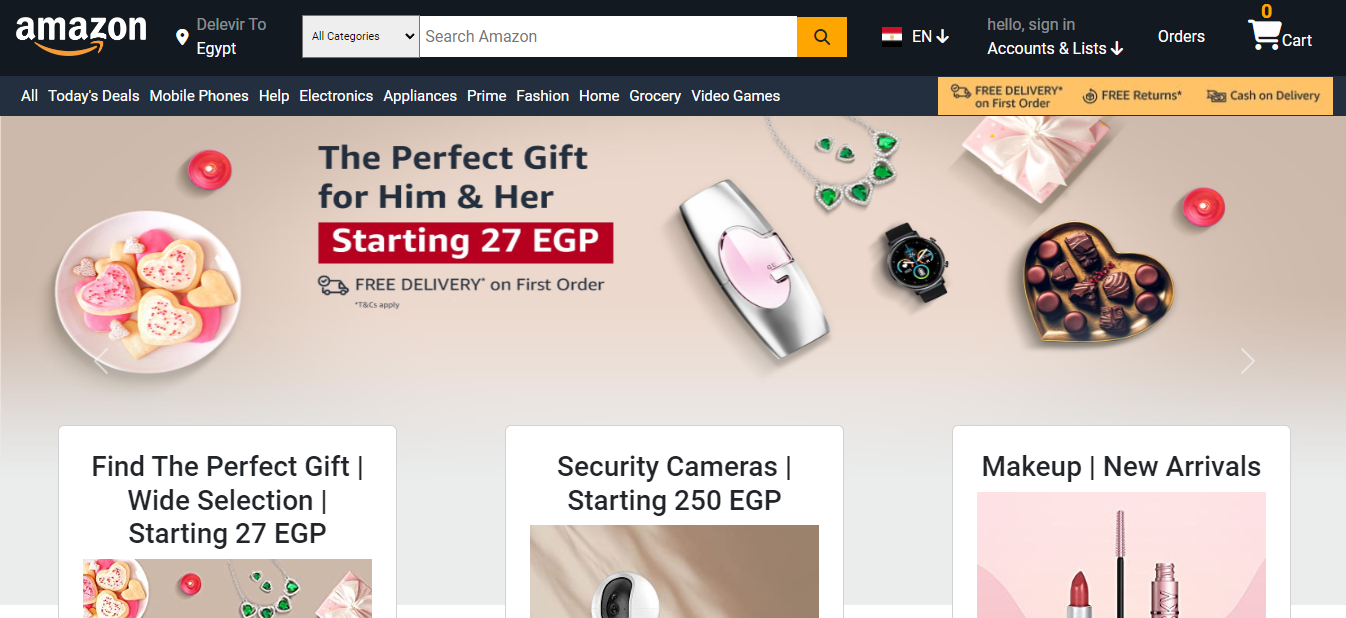 amazon
Delevir To
Egypt
All Categories
Search Amazon
EN
hello, sign in
Accounts & Lists
Orders
0
Cart
All Today's Deals Mobile Phones Help Electronics Appliances Prime Fashion Home Grocery Video Games
FREE DELIVERY*
on First Order
FREE Returns*
Cash on Delivery
The Perfect Gift
for Him & Her
Starting 27 EGP
FREE DELIVERY* on First Order
*T&Cs apply
Find The Perfect Gift |
Wide Selection |
Starting 27 EGP
Security Cameras |
Starting 250 EGP
Makeup | New Arrivals